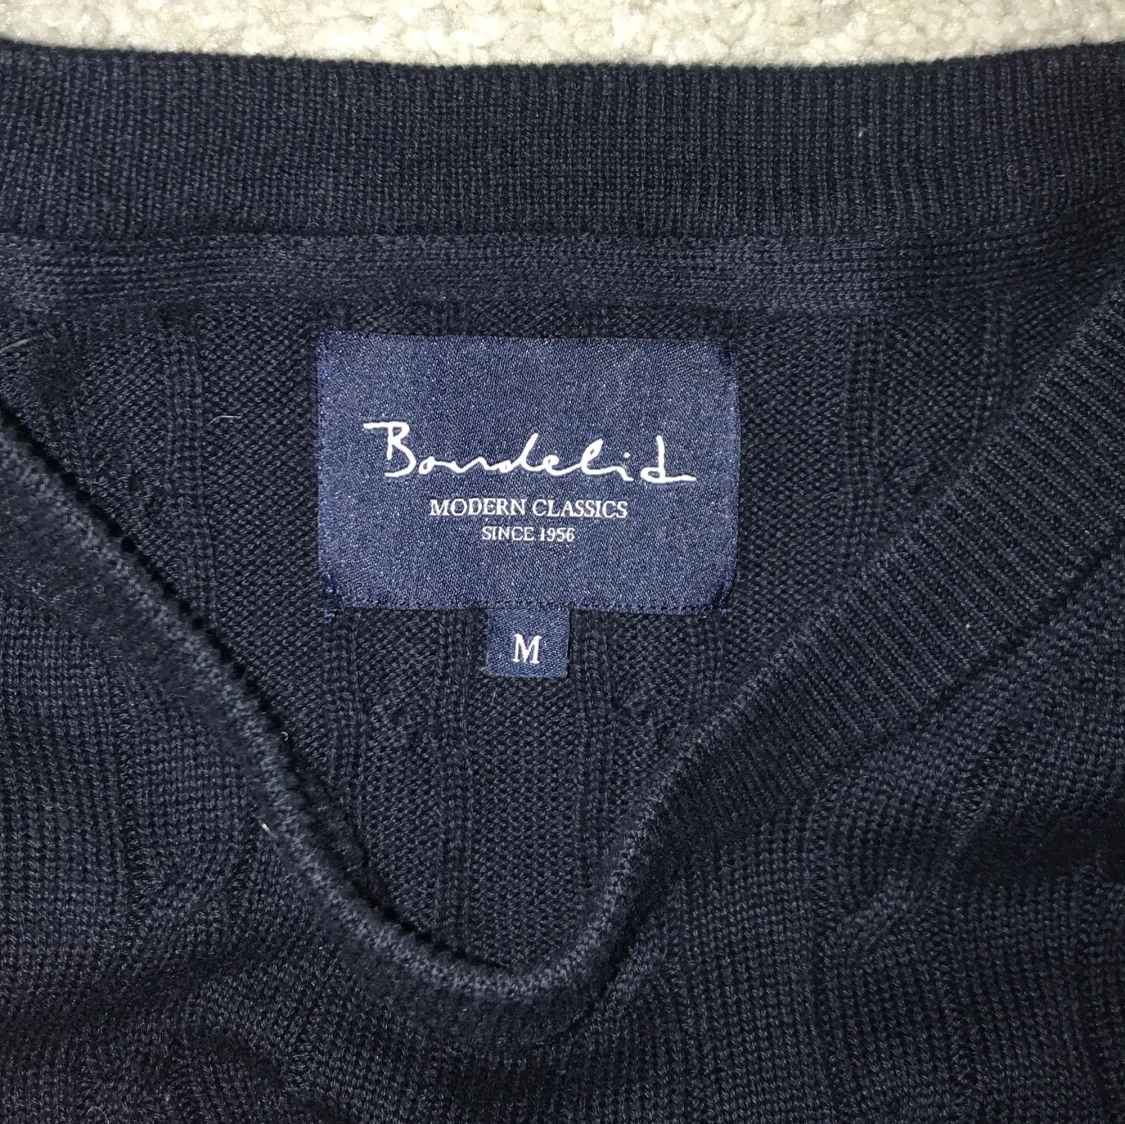 Bondelid
MODERN CLASSICS
SINCE 1956
M